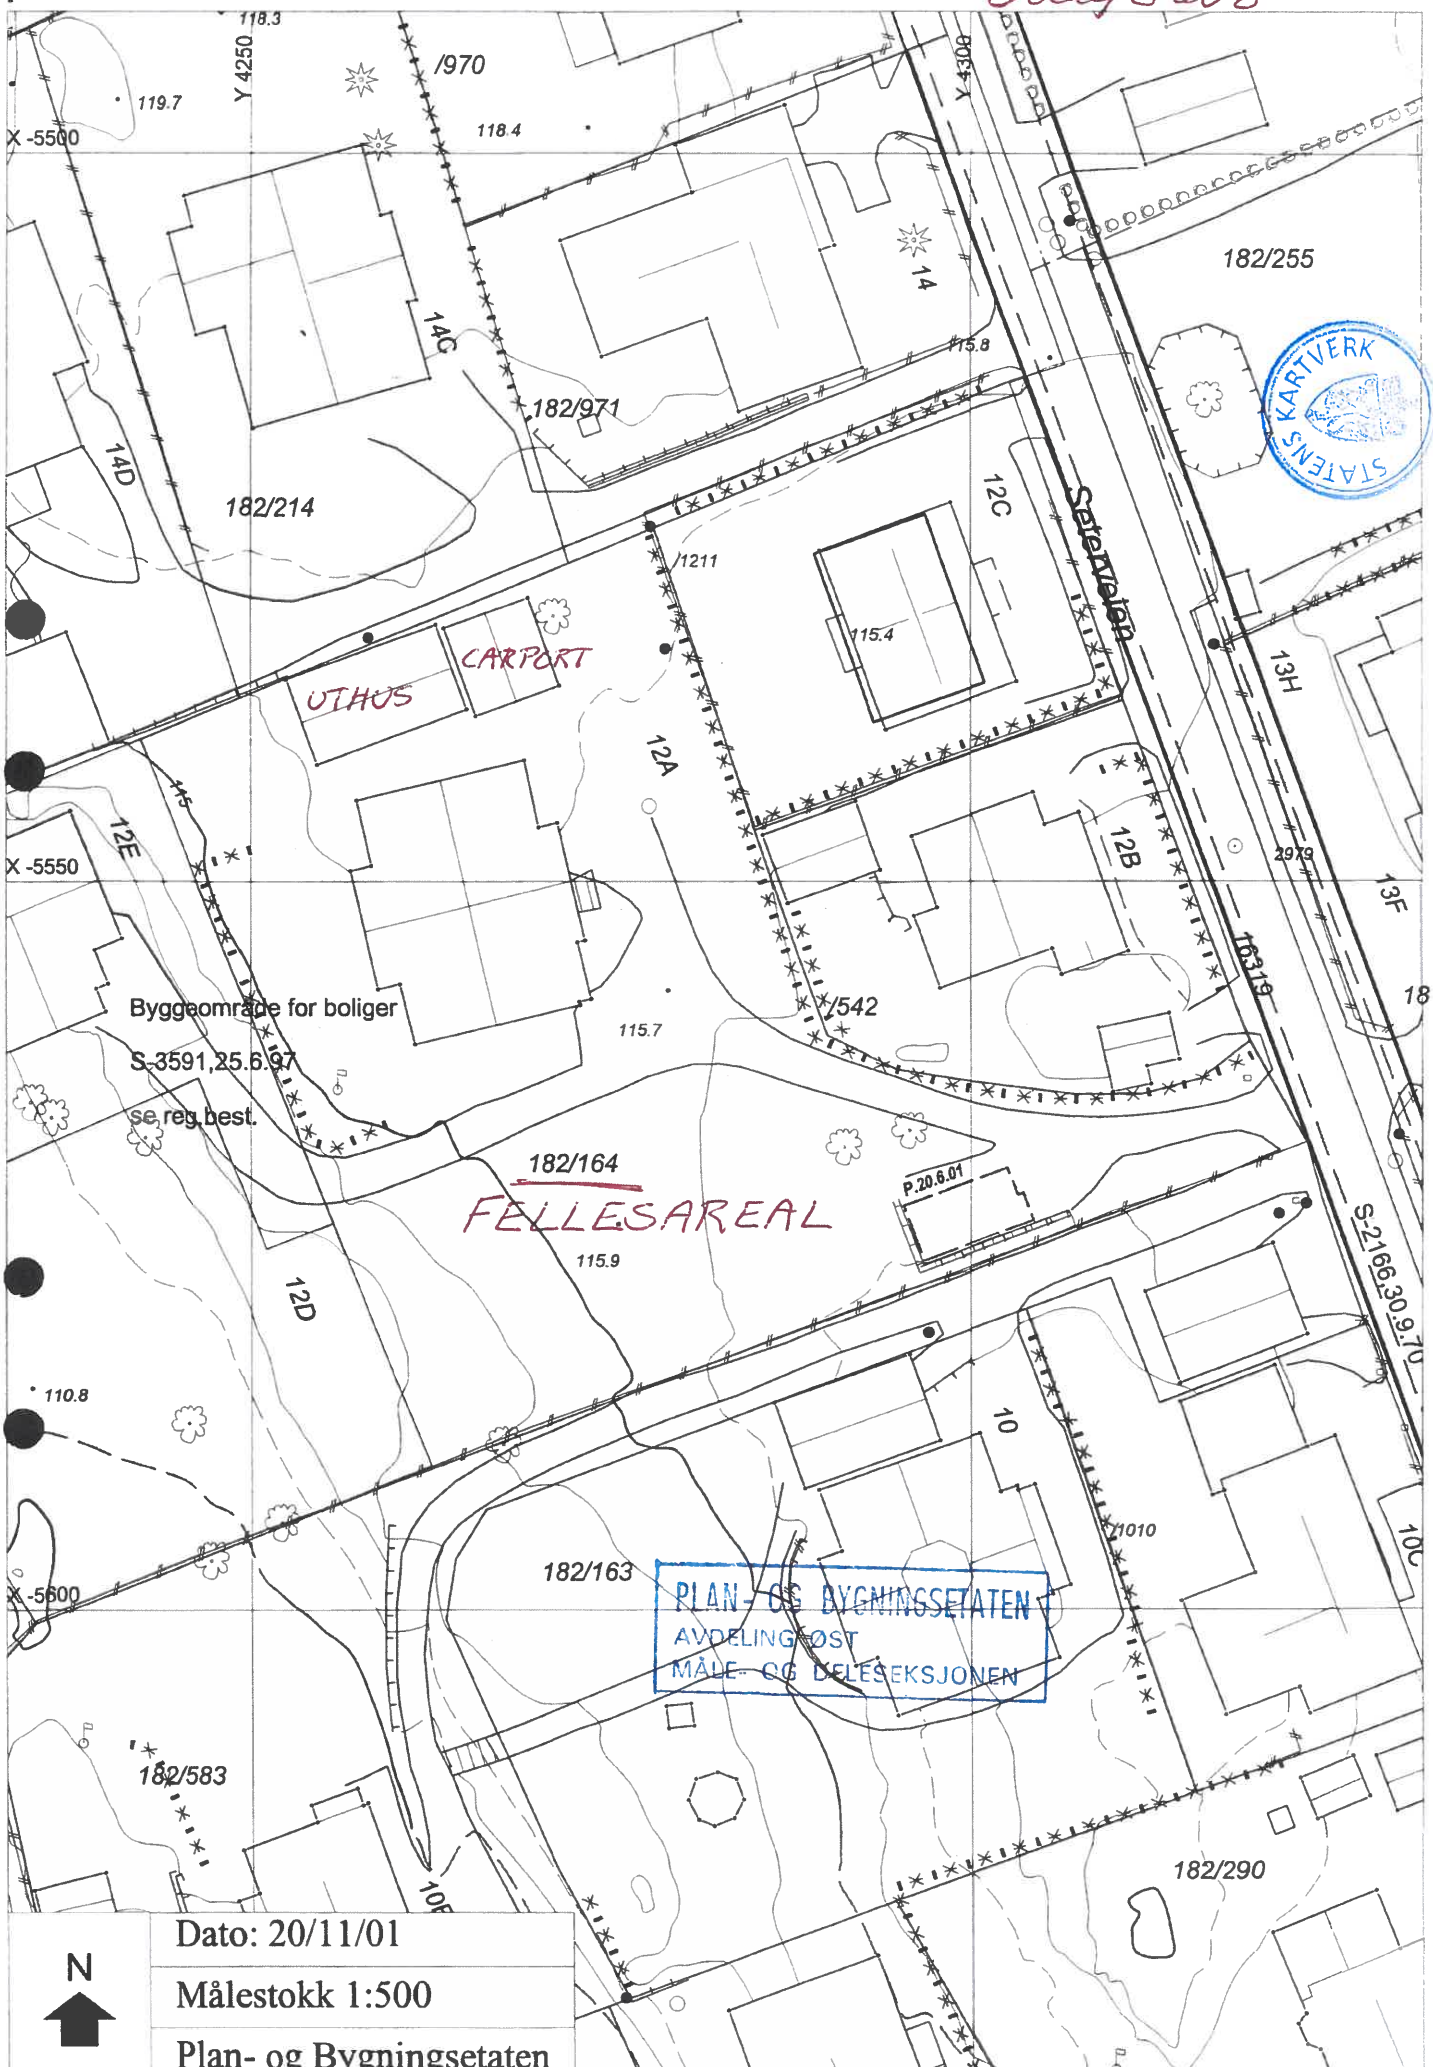 118.3
Y 4250
/970
Y 4300
119.7
118.4
X -5500
182/255
14
14C
115.8
STATENS KARTVERK
182/971
14D
182/214
12C
Seterveien
/1211
115.4
CARPORT
UTHUS
13H
12A
115
12E
12B
X -5550
2979
13F
16319
18
Byggeområde for boliger
/542
115.7
S-3591,25.6.97
se reg.best.
182/164
P.20.6.01
FELLESAREAL
S-2166,30.9.70
115.9
12D
110.8
10
/1010
10C
182/163
X -5600
PLAN- OG BYGNINGSETATEN
AVDELING ØST
MÅLE- OG DELESEKSJONEN
182/583
182/290
Dato: 20/11/01
N
Målestokk 1:500
Plan- og Bygningsetaten